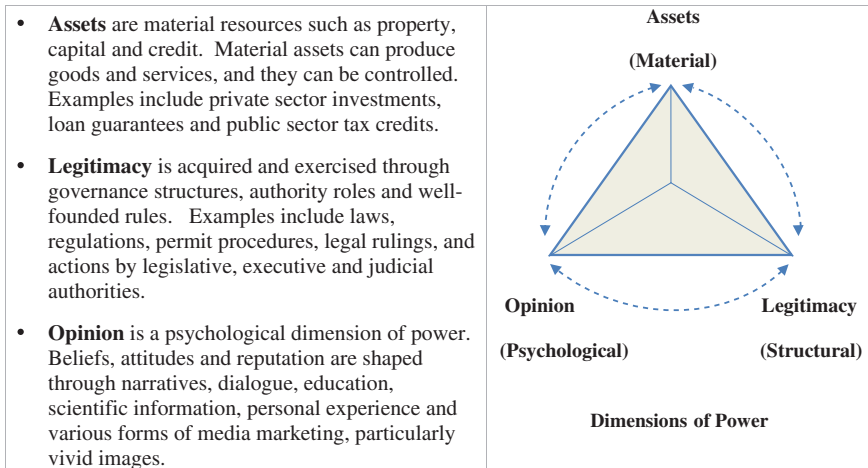 • Assets are material resources such as property,
capital and credit. Material assets can produce
goods and services, and they can be controlled.
Examples include private sector investments,
loan guarantees and public sector tax credits.
• Legitimacy is acquired and exercised through
governance structures, authority roles and well-
founded rules. Examples include laws,
regulations, permit procedures, legal rulings, and
actions by legislative, executive and judicial
authorities.
• Opinion is a psychological dimension of power.
Beliefs, attitudes and reputation are shaped
through narratives, dialogue, education,
scientific information, personal experience and
various forms of media marketing, particularly
vivid images.
Assets
(Material)
Opinion
(Psychological)
Legitimacy
(Structural)
Dimensions of Power